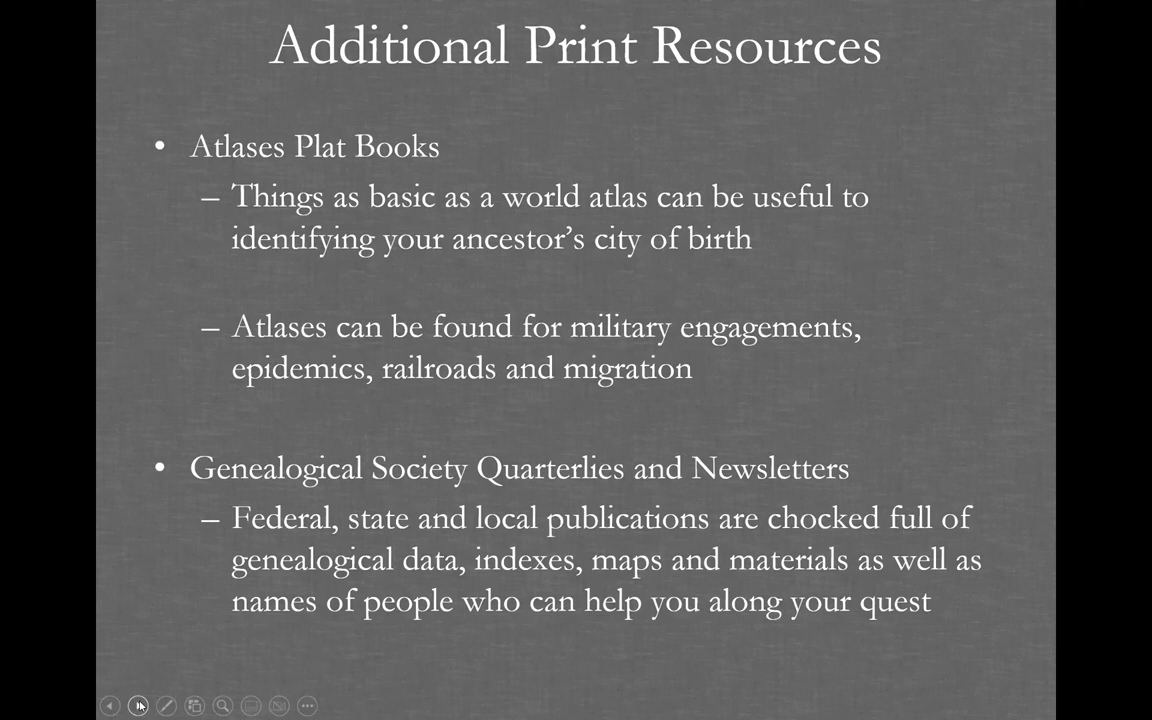 Additional Print Resources
• Atlases Plat Books
– Things as basic as a world atlas can be useful to
identifying your ancestor’s city of birth
– Atlases can be found for military engagements,
epidemics, railroads and migration
• Genealogical Society Quarterlies and Newsletters
– Federal, state and local publications are chocked full of
genealogical data, indexes, maps and materials as well as
names of people who can help you along your quest